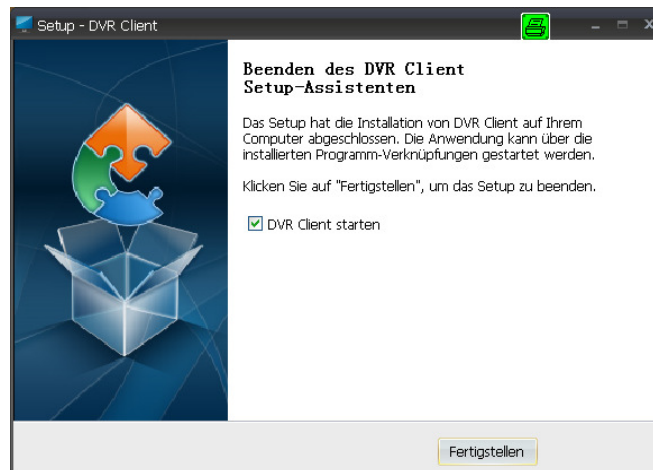 Setup - DVR Client
Beenden des DVR Client
Setup-Assistenten
Das Setup hat die Installation von DVR Client auf Ihrem
Computer abgeschlossen. Die Anwendung kann über die
installierten Programm-Verknüpfungen gestartet werden.
Klicken Sie auf "Fertigstellen", um das Setup zu beenden.
DVR Client starten
Fertigstellen